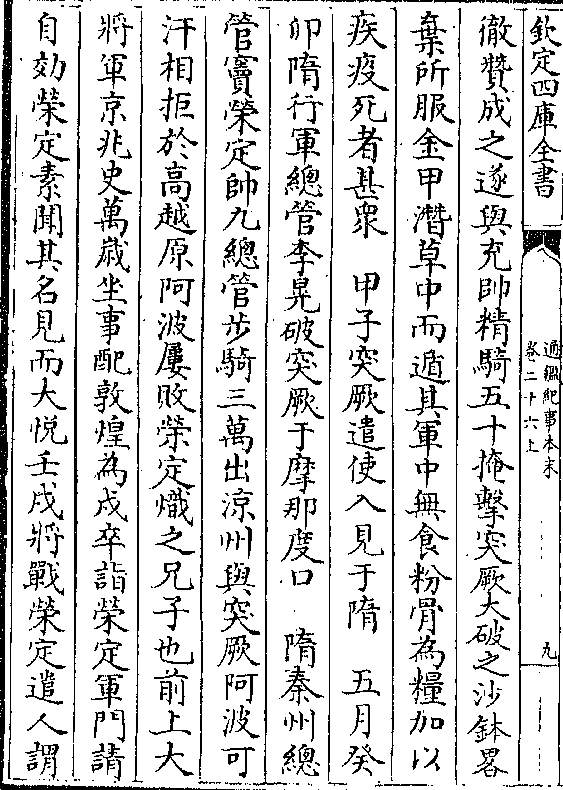 欽定四庫全書
通鑑紀事本末
卷二十六上
九
徹贊成之遂與充帥精騎五十掩擊突厥大破之沙鉢畧
棄所服金甲潛草中而遁其軍中無食粉骨為糧加以
疾疫死者甚衆　甲子突厥遣使入見于隋　五月癸
卯隋行軍總管李晃破突厥于摩那度口　隋秦州總
管竇榮定帥九總管步騎三萬出涼州與突厥阿波可
汗相拒於高越原阿波屢敗榮定熾之兄子也前上大
將軍京兆史萬歲坐事配敦煌為戍卒詣榮定軍門請
自効榮定素聞其名見而大悦壬戌將戰榮定遣人謂